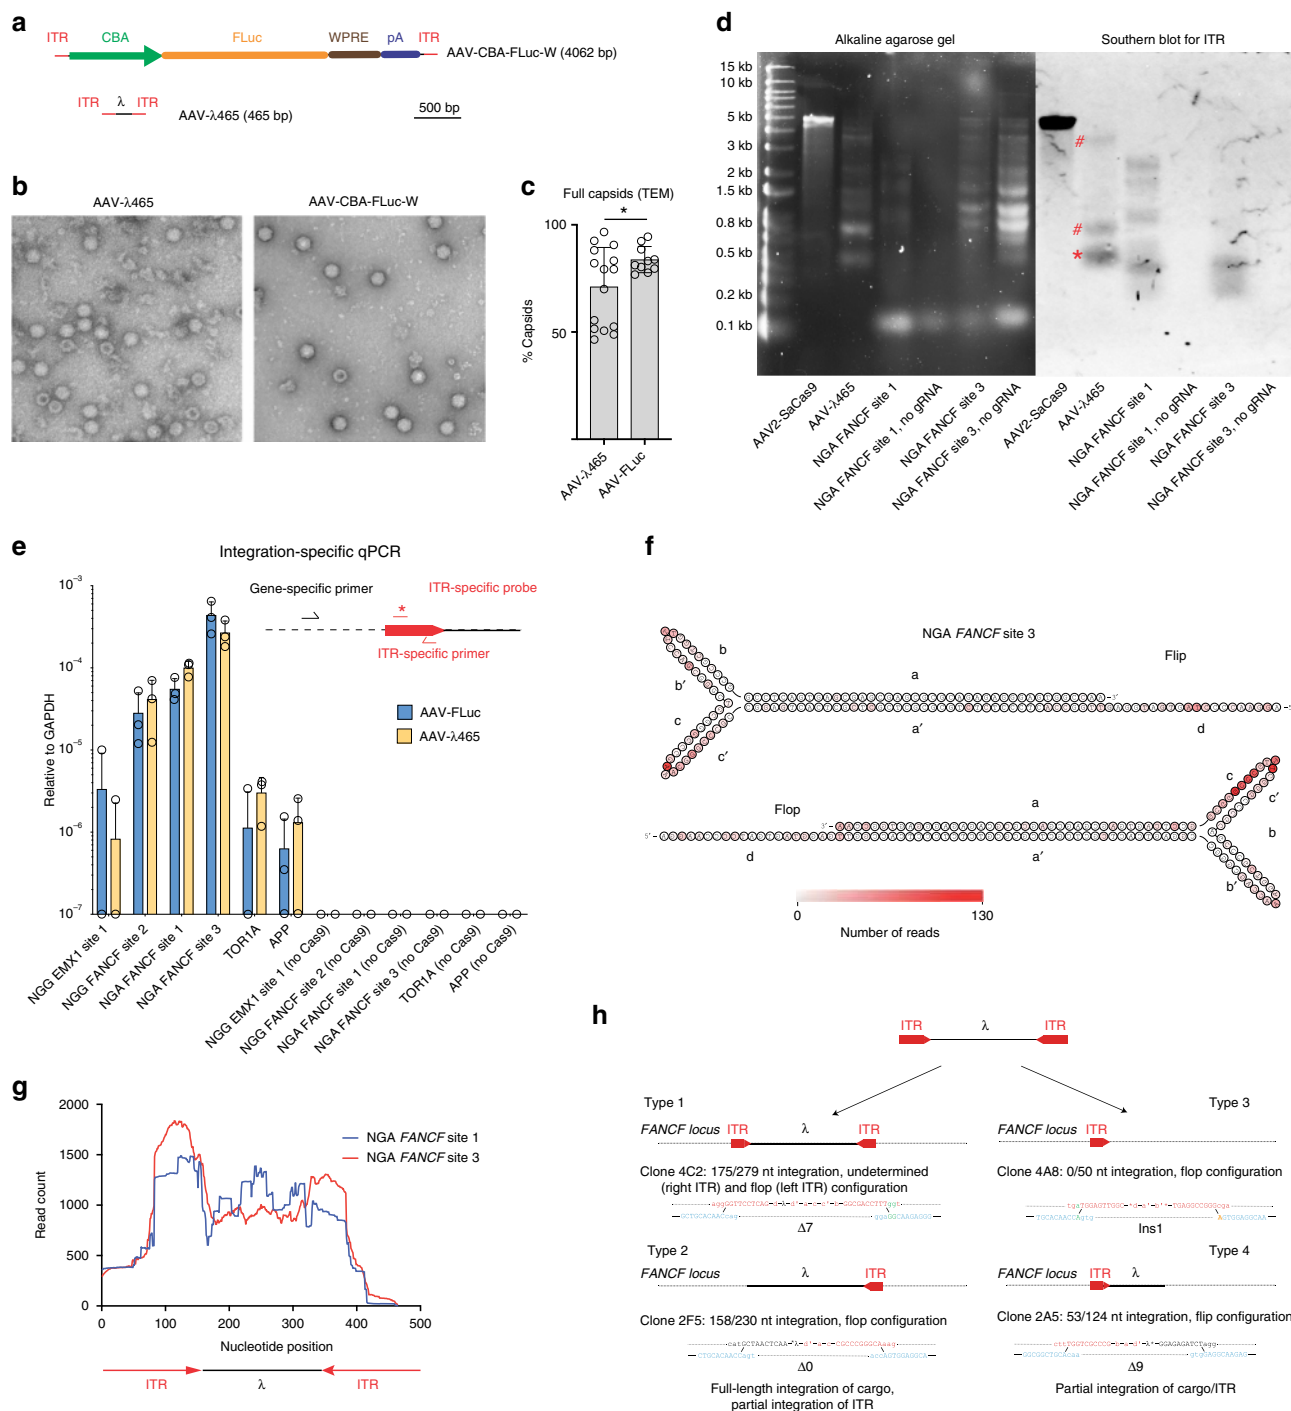 a
ITR
CBA
FLuc
WPRE
pA
ITR
AAV-CBA-FLuc-W (4062 bp)
ITR
λ
ITR
AAV-λ465 (465 bp)
500 bp
b
AAV-λ465
AAV-CBA-FLuc-W
c
Full capsids (TEM)
*
100
50
% Capsids
AAV-λ465
AAV-FLuc
d
Alkaline agarose gel
Southern blot for ITR
15 kb
10 kb
5 kb
3 kb
2 kb
1.5 kb
0.8 kb
0.5 kb
0.2 kb
0.1 kb
#
#
*
AAV2-SaCas9
AAV-λ465
NGA FANCF site 1
NGA FANCF site 1, no gRNA
NGA FANCF site 3
NGA FANCF site 3, no gRNA
AAV2-SaCas9
AAV-λ465
NGA FANCF site 1
NGA FANCF site 1, no gRNA
NGA FANCF site 3
NGA FANCF site 3, no gRNA
e
Integration-specific qPCR
Gene-specific primer
ITR-specific probe
*
ITR-specific primer
AAV-FLuc
AAV-λ465
Relative to GAPDH
10⁻³
10⁻⁴
10⁻⁵
10⁻⁶
10⁻⁷
NGG EMX1 site 1
NGG FANCF site 2
NGA FANCF site 1
NGA FANCF site 3
TOR1A
APP
NGG EMX1 site 1 (no Cas9)
NGG FANCF site 2 (no Cas9)
NGA FANCF site 1 (no Cas9)
NGA FANCF site 3 (no Cas9)
TOR1A (no Cas9)
APP (no Cas9)
f
NGA FANCF site 3
Flip
b
b′
c
c′
a
a′
d
3′
5′
Flop
5′
3′
d
a
a′
c
c′
b
b′
0
130
Number of reads
g
2000
1500
1000
500
0
Read count
NGA FANCF site 1
NGA FANCF site 3
0
100
200
300
400
500
Nucleotide position
ITR
λ
ITR
h
ITR
λ
ITR
Type 1
FANCF locus
ITR
λ
ITR
Clone 4C2: 175/279 nt integration, undetermined
(right ITR) and flop (left ITR) configuration
Δ7
Type 2
FANCF locus
λ
ITR
Clone 2F5: 158/230 nt integration, flop configuration
Δ0
Full-length integration of cargo,
partial integration of ITR
Type 3
FANCF locus
ITR
Clone 4A8: 0/50 nt integration, flop configuration
Ins1
Type 4
FANCF locus
ITR
λ
Clone 2A5: 53/124 nt integration, flip configuration
Δ9
Partial integration of cargo/ITR